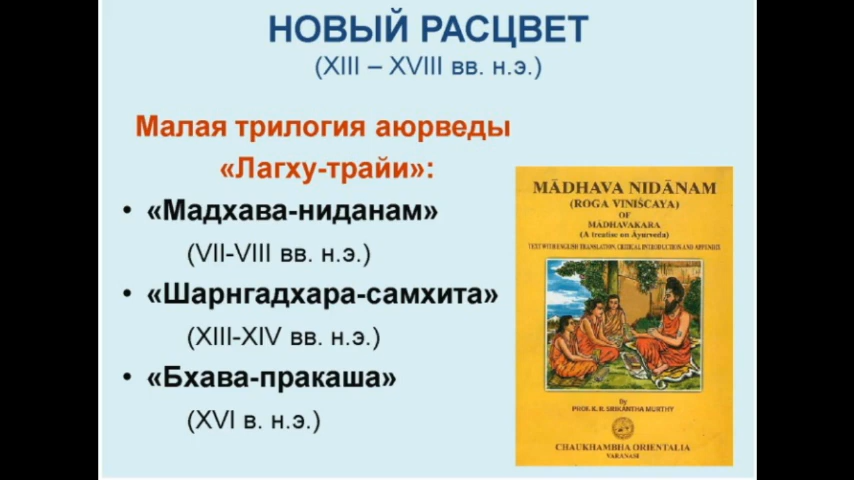 НОВЫЙ РАСЦВЕТ
(XIII – XVIII вв. н.э.)
Малая трилогия аюрведы
«Лагху-трайи»:
• «Мадхава-ниданам»
(VII-VIII вв. н.э.)
• «Шарнгадхара-самхита»
(XIII-XIV вв. н.э.)
• «Бхава-пракаша»
(XVI в. н.э.)
MĀDHAVA NIDĀNAM
(ROGA VINIŚCAYA)
OF
MĀDHAVAKARA
(A treatise on Āyurveda)
TEXT WITH ENGLISH TRANSLATION, CRITICAL INTRODUCTION AND APPENDIX
By
PROF. K. R. SRIKANTHA MURTHY
CHAUKHAMBHA ORIENTALIA
VARANASI